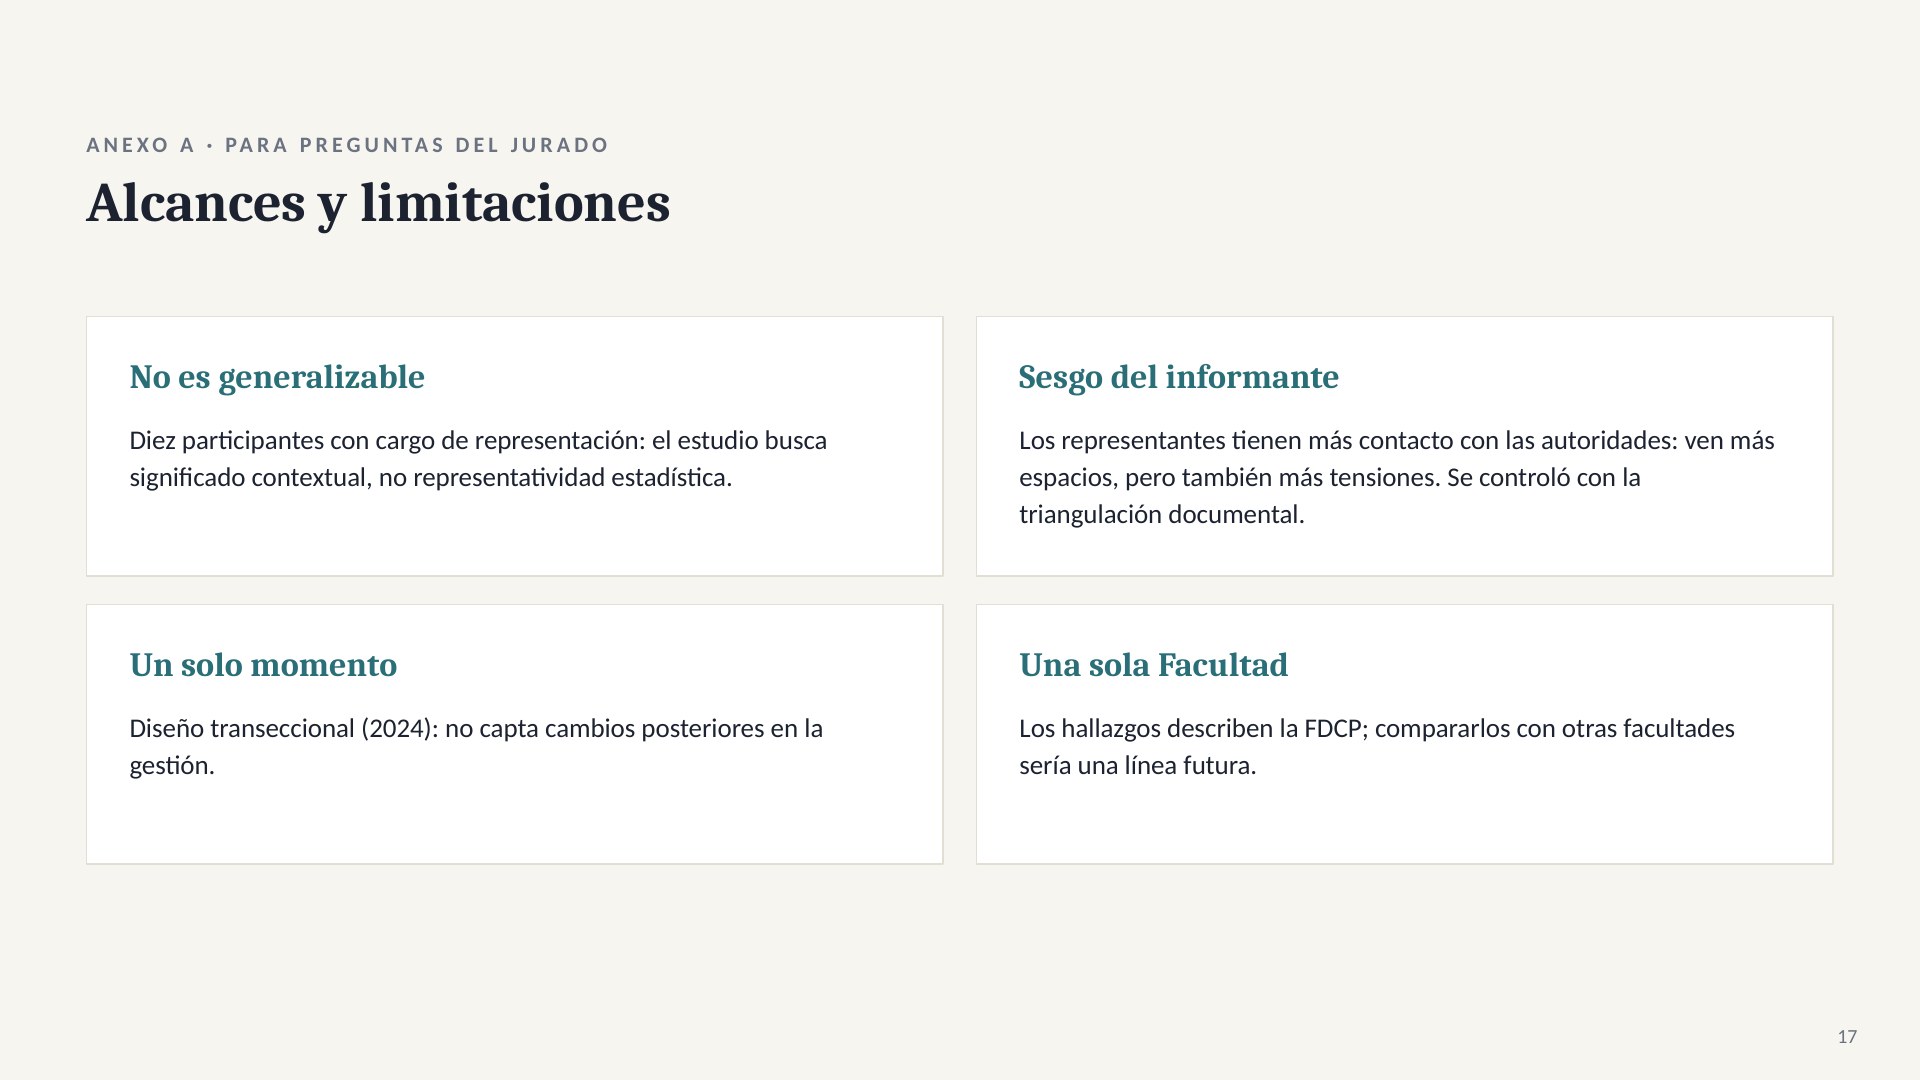 ANEXO A · PARA PREGUNTAS DEL JURADO
Alcances y limitaciones
No es generalizable
Diez participantes con cargo de representación: el estudio busca
significado contextual, no representatividad estadística.
Sesgo del informante
Los representantes tienen más contacto con las autoridades: ven más
espacios, pero también más tensiones. Se controló con la
triangulación documental.
Un solo momento
Diseño transeccional (2024): no capta cambios posteriores en la
gestión.
Una sola Facultad
Los hallazgos describen la FDCP; compararlos con otras facultades
sería una línea futura.
17